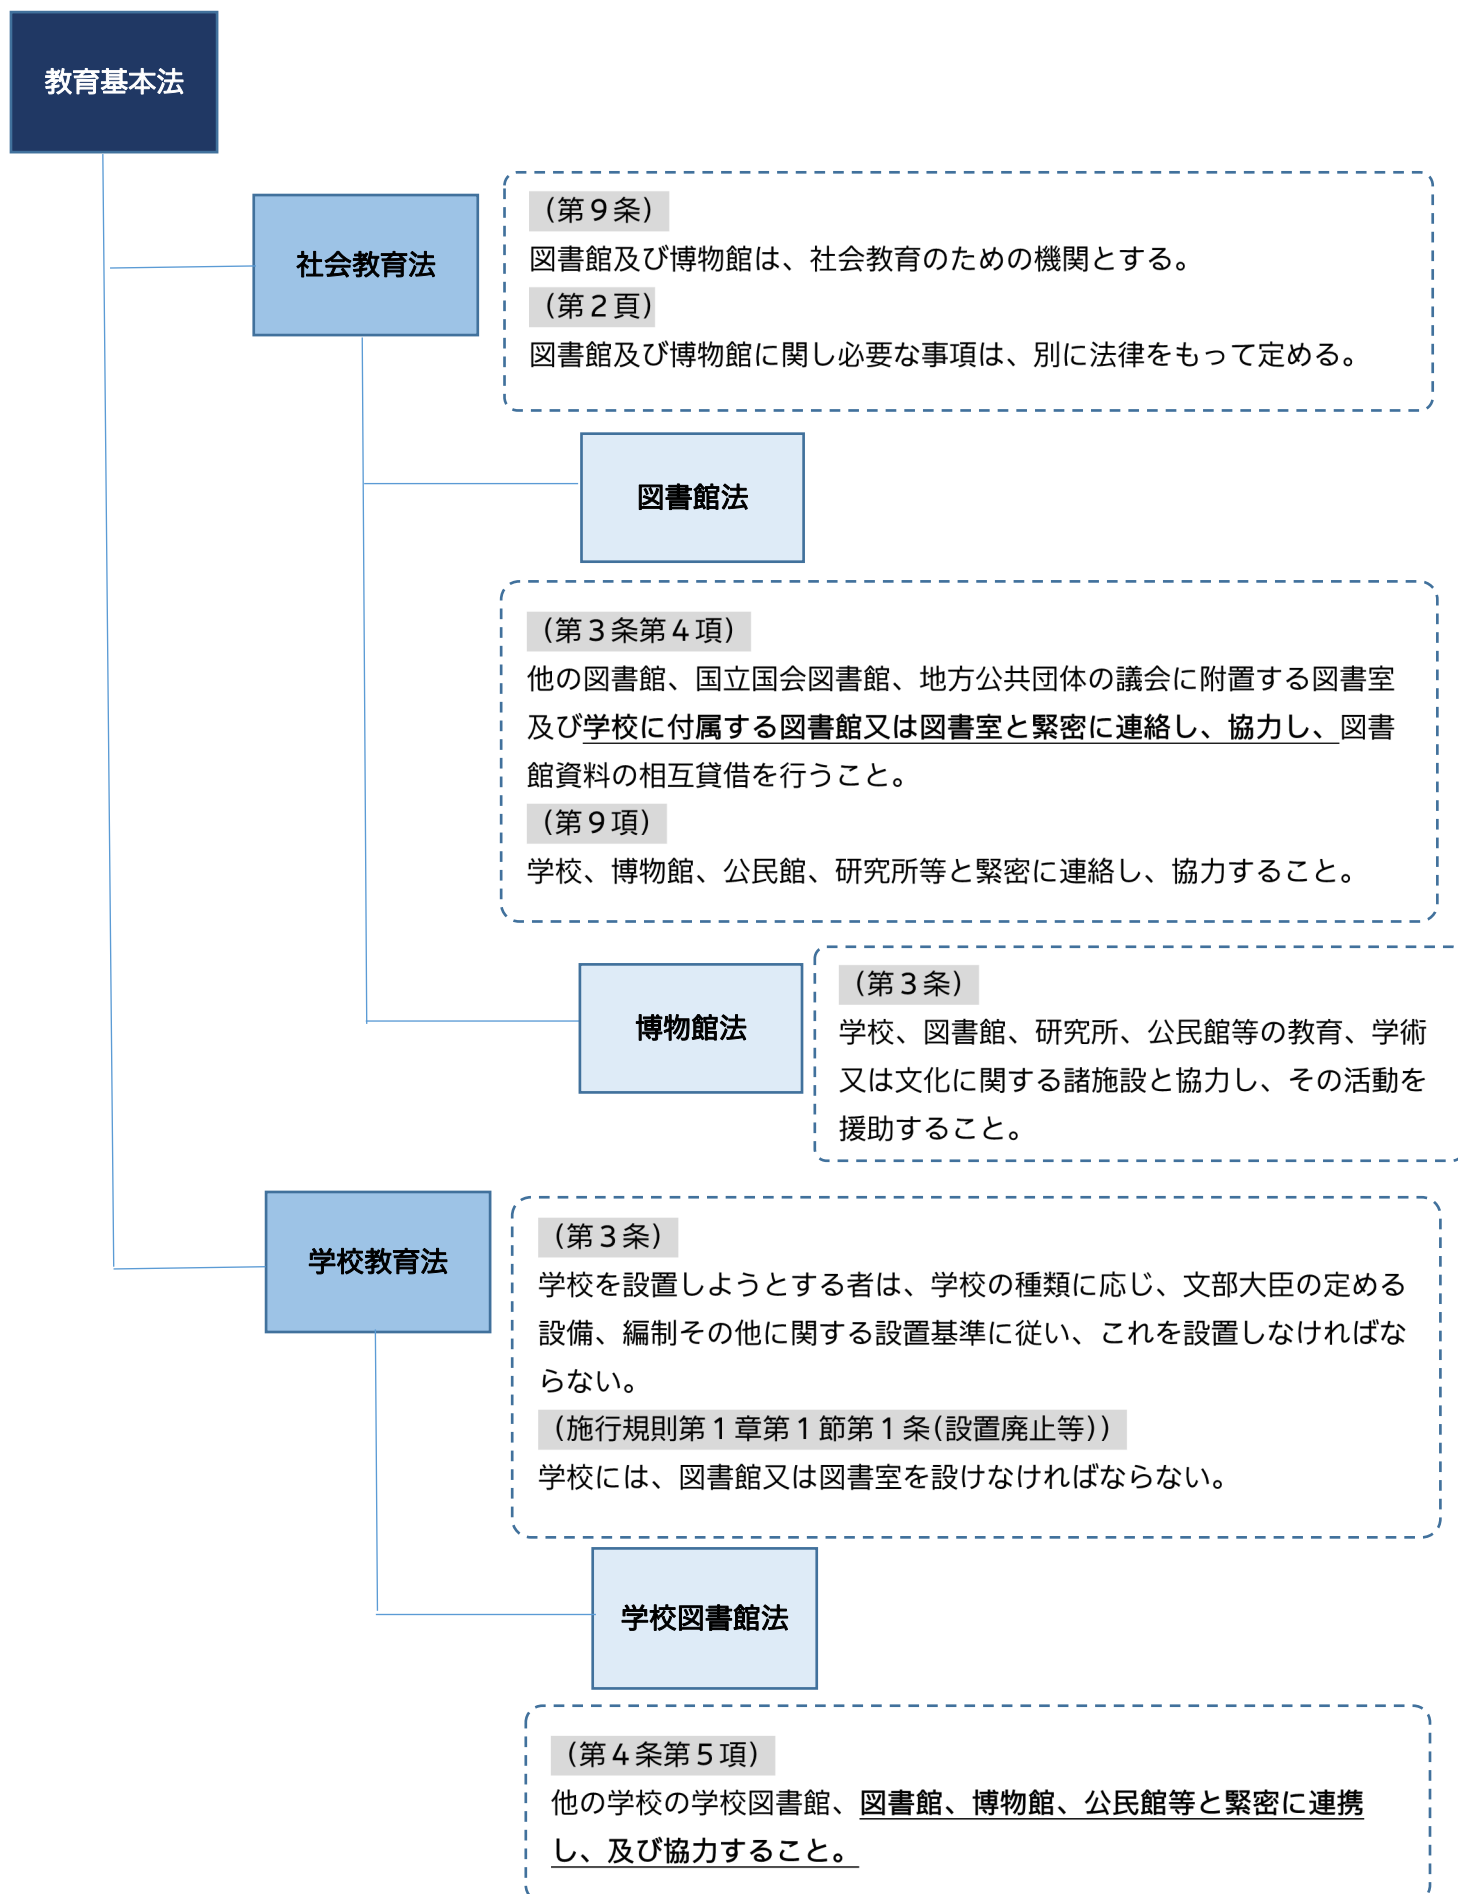 教育基本法
社会教育法
（第９条）
図書館及び博物館は、社会教育のための機関とする。
（第２頁）
図書館及び博物館に関し必要な事項は、別に法律をもって定める。
図書館法
（第３条第４項）
他の図書館、国立国会図書館、地方公共団体の議会に附置する図書室
及び学校に付属する図書館又は図書室と緊密に連絡し、協力し、図書
館資料の相互貸借を行うこと。
（第９項）
学校、博物館、公民館、研究所等と緊密に連絡し、協力すること。
博物館法
（第３条）
学校、図書館、研究所、公民館等の教育、学術
又は文化に関する諸施設と協力し、その活動を
援助すること。
学校教育法
（第３条）
学校を設置しようとする者は、学校の種類に応じ、文部大臣の定める
設備、編制その他に関する設置基準に従い、これを設置しなければな
らない。
（施行規則第１章第１節第１条(設置廃止等)）
学校には、図書館又は図書室を設けなければならない。
学校図書館法
（第４条第５項）
他の学校の学校図書館、図書館、博物館、公民館等と緊密に連携
し、及び協力すること。